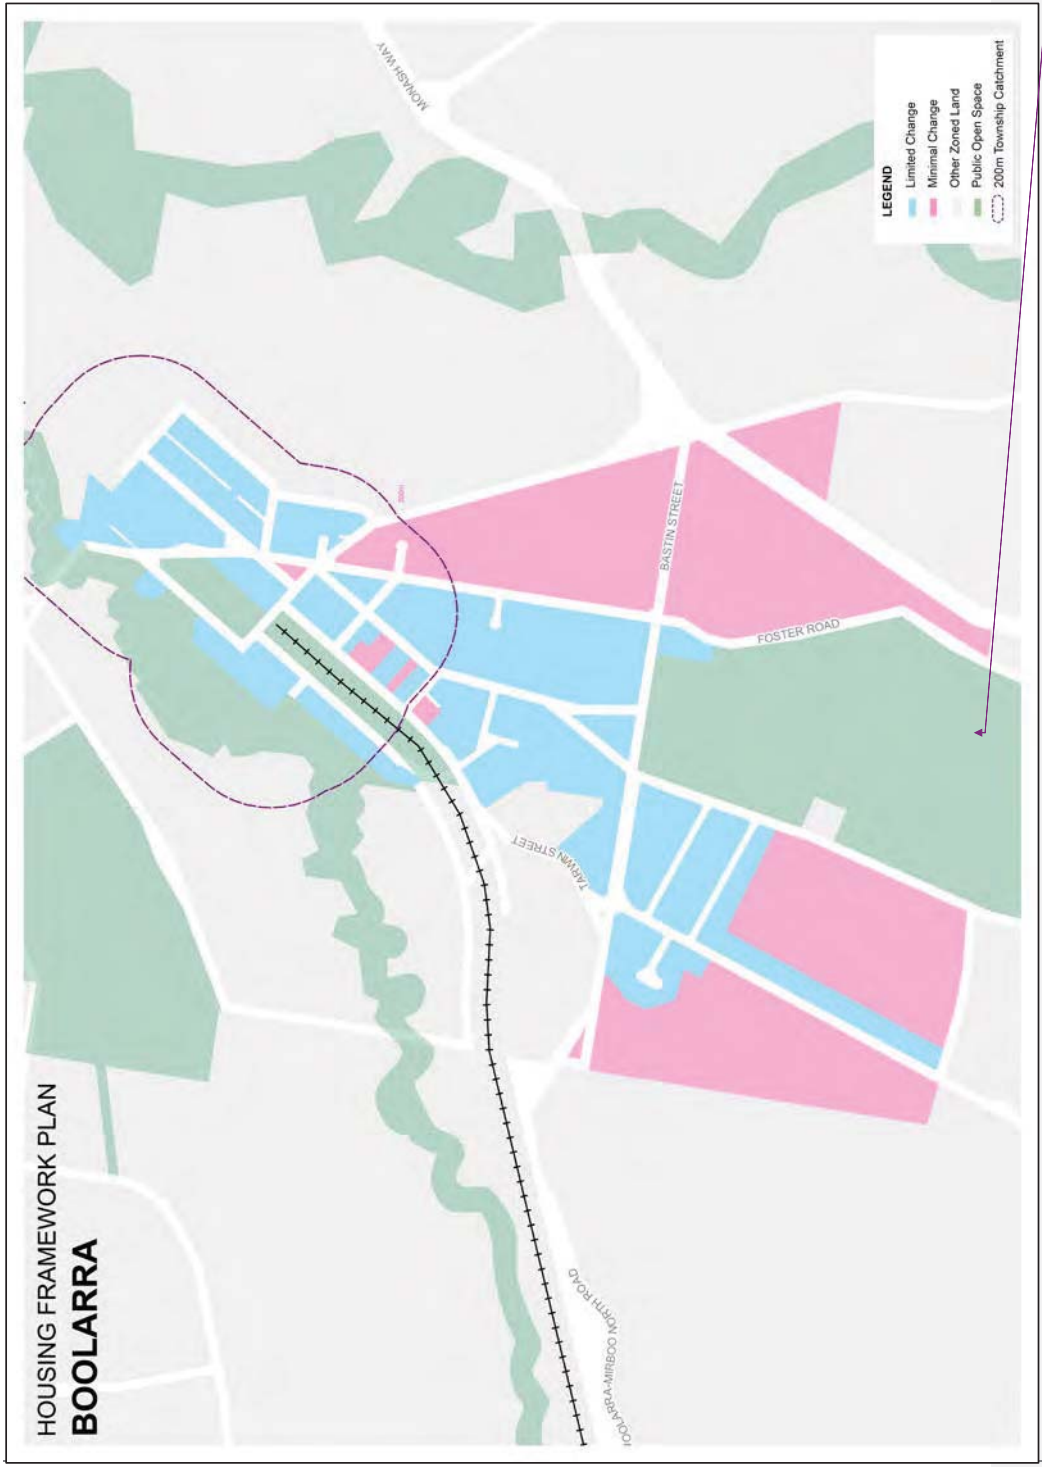 HOUSING FRAMEWORK PLAN
BOOLARRA
MONASH WAY
LEGEND
Limited Change
Minimal Change
Other Zoned Land
Public Open Space
200m Township Catchment
BASTIN STREET
FOSTER ROAD
TARWIN STREET
OOLARRA-MIRBOO NORTH ROAD